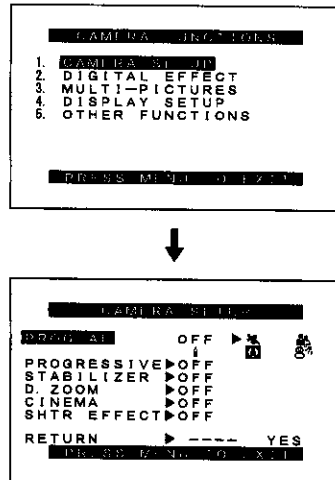 CAMERA FUNCTIONS
1. CAMERA SETUP
2. DIGITAL EFFECT
3. MULTI-PICTURES
4. DISPLAY SETUP
5. OTHER FUNCTIONS
PRESS MENU TO EXIT
CAMERA SETUP
PROG.AE OFF ▶
PROGRESSIVE▶OFF
STABILIZER ▶OFF
D.ZOOM ▶OFF
CINEMA ▶OFF
SHTR EFFECT▶OFF
RETURN ▶ ---- YES
PRESS MENU TO EXIT